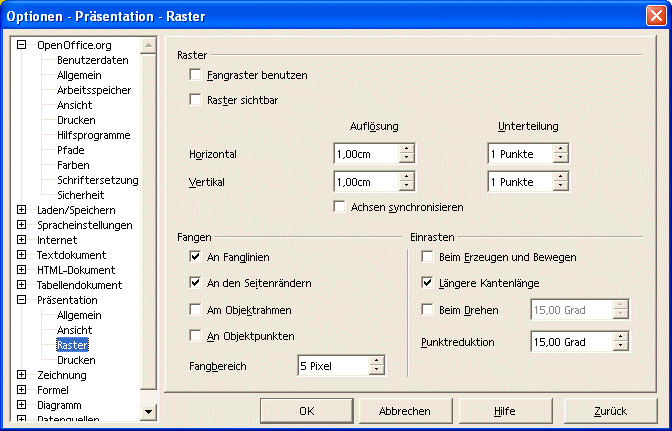 Optionen - Präsentation - Raster
OpenOffice.org
Benutzerdaten
Allgemein
Arbeitsspeicher
Ansicht
Drucken
Hilfsprogramme
Pfade
Farben
Schriftersetzung
Sicherheit
Laden/Speichern
Spracheinstellungen
Internet
Textdokument
HTML-Dokument
Tabellendokument
Präsentation
Allgemein
Ansicht
Raster
Drucken
Zeichnung
Formel
Diagramm
Datenquellen
Raster
Fangraster benutzen
Raster sichtbar
Auflösung Unterteilung
Horizontal 1,00cm 1 Punkte
Vertikal 1,00cm 1 Punkte
Achsen synchronisieren
Fangen
An Fanglinien
An den Seitenrändern
Am Objektrahmen
An Objektpunkten
Fangbereich 5 Pixel
Einrasten
Beim Erzeugen und Bewegen
Längere Kantenlänge
Beim Drehen 15,00 Grad
Punktreduktion 15,00 Grad
OK Abbrechen Hilfe Zurück